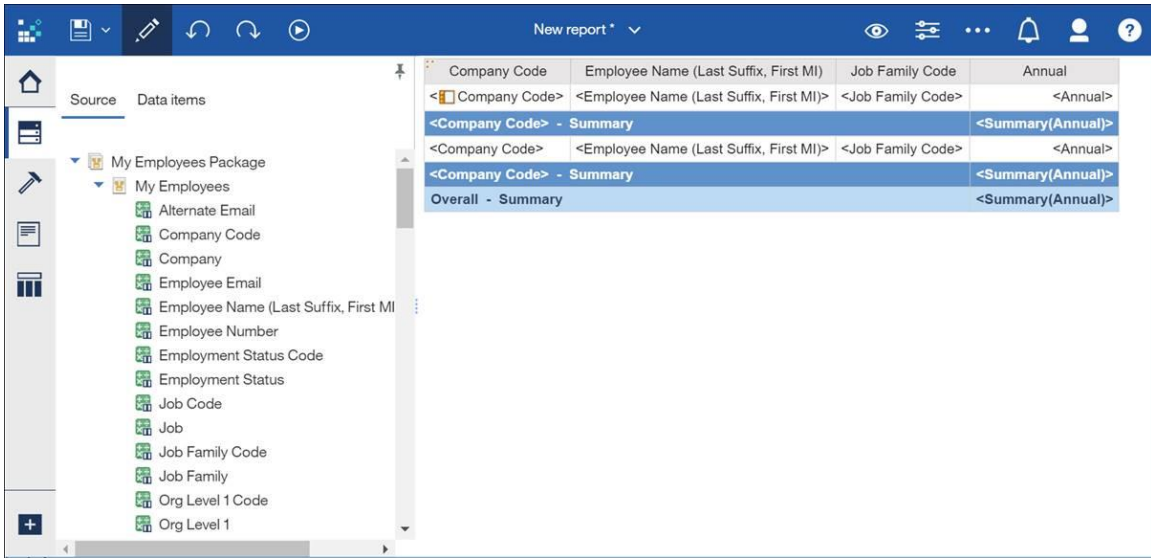 New report *
?
Source Data items
My Employees Package
My Employees
Alternate Email
Company Code
Company
Employee Email
Employee Name (Last Suffix, First MI
Employee Number
Employment Status Code
Employment Status
Job Code
Job
Job Family Code
Job Family
Org Level 1 Code
Org Level 1
Company Code Employee Name (Last Suffix, First MI) Job Family Code Annual
<Company Code> <Employee Name (Last Suffix, First MI)> <Job Family Code> <Annual>
<Company Code> - Summary <Summary(Annual)>
<Company Code> <Employee Name (Last Suffix, First MI)> <Job Family Code> <Annual>
<Company Code> - Summary <Summary(Annual)>
Overall - Summary <Summary(Annual)>